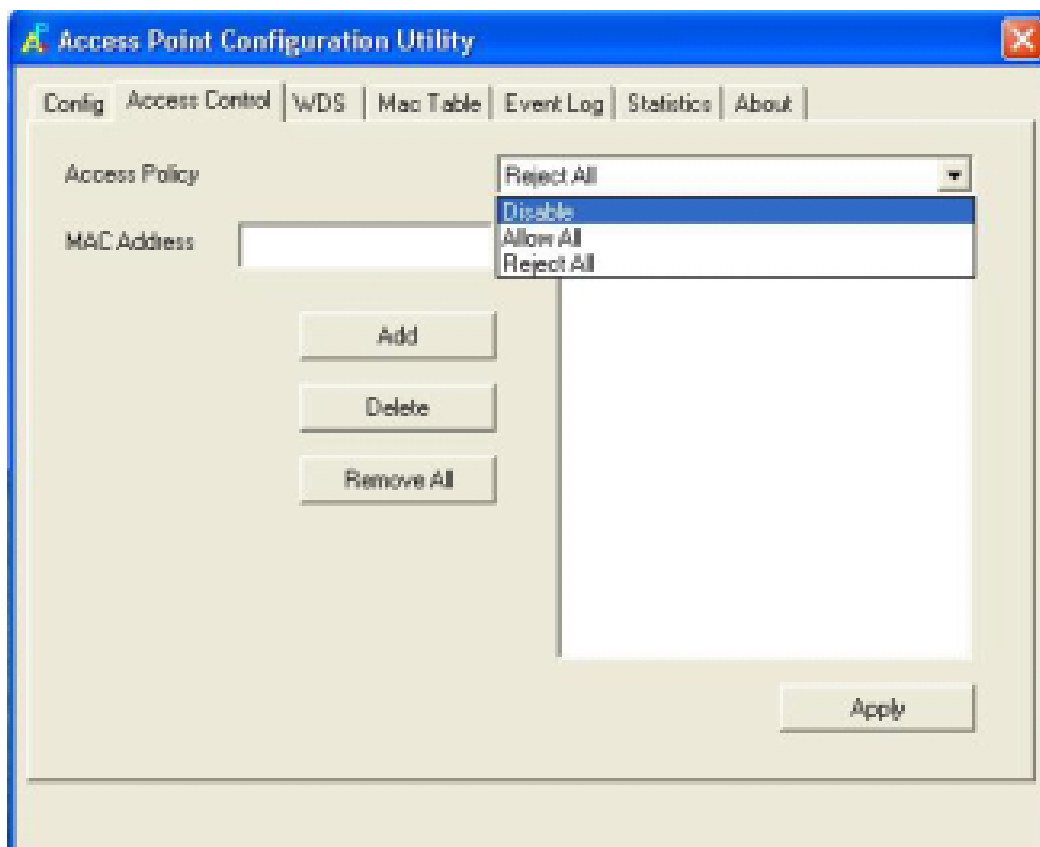 Access Point Configuration Utility
Config Access Control WDS Mac Table Event Log Statistics About
Access Policy Reject All
Disable
MAC Address Allow All
Reject All
Add
Delete
Remove All
Apply